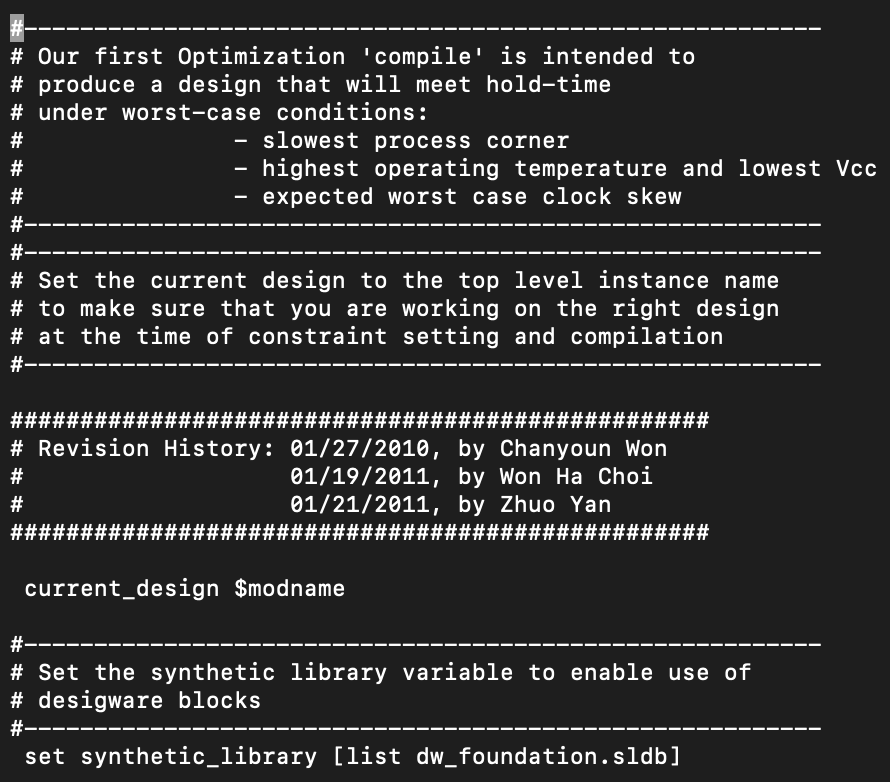 #---------------------------------------------------------
# Our first Optimization 'compile' is intended to
# produce a design that will meet hold-time
# under worst-case conditions:
#               - slowest process corner
#               - highest operating temperature and lowest Vcc
#               - expected worst case clock skew
#---------------------------------------------------------
#---------------------------------------------------------
# Set the current design to the top level instance name
# to make sure that you are working on the right design
# at the time of constraint setting and compilation
#---------------------------------------------------------
##################################################
# Revision History: 01/27/2010, by Chanyoun Won
#                   01/19/2011, by Won Ha Choi
#                   01/21/2011, by Zhuo Yan
##################################################
 current_design $modname
#---------------------------------------------------------
# Set the synthetic library variable to enable use of
# desigware blocks
#---------------------------------------------------------
 set synthetic_library [list dw_foundation.sldb]